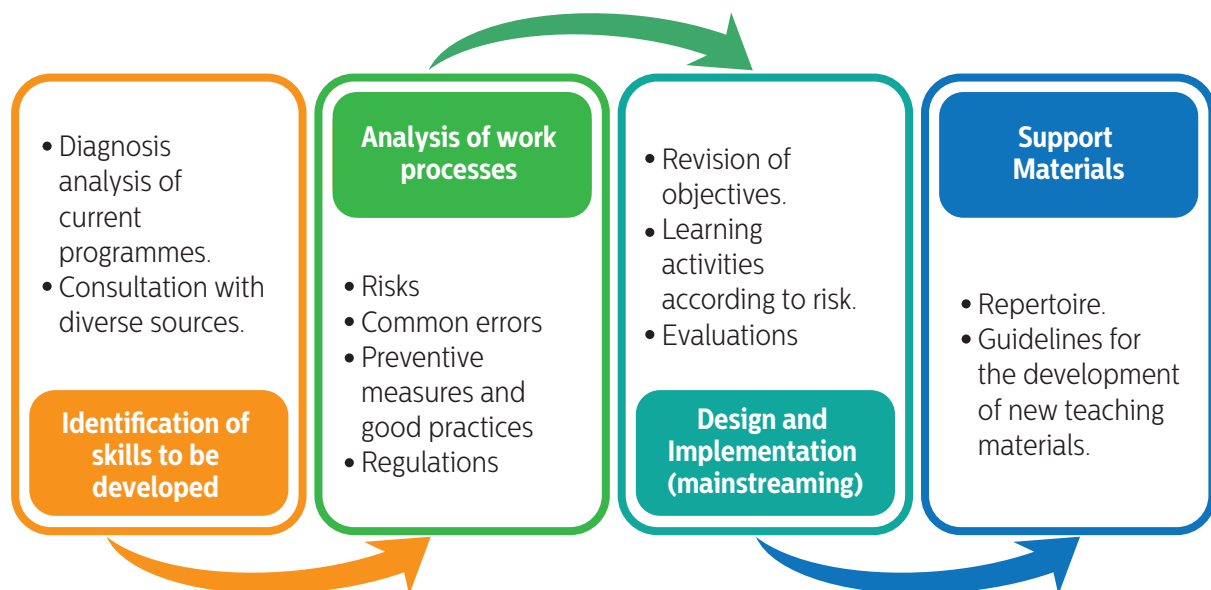 • Diagnosis
analysis of
current
programmes.
• Consultation with
diverse sources.
Identification of
skills to be
developed
Analysis of work
processes
• Risks
• Common errors
• Preventive
measures and
good practices
• Regulations
• Revision of
objectives.
• Learning
activities
according to risk.
• Evaluations
Design and
Implementation
(mainstreaming)
Support
Materials
• Repertoire.
• Guidelines for
the development
of new teaching
materials.